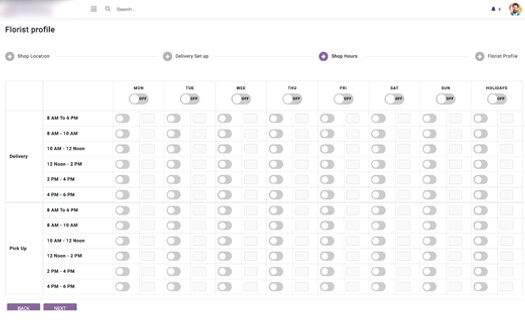 Search...
Florist profile
Shop Location
Delivery Set up
Shop Hours
Florist Profile
MON TUE WED THU FRI SAT SUN HOLIDAYS
OFF OFF OFF OFF OFF OFF OFF OFF
Delivery
8 AM To 6 PM
8 AM - 10 AM
10 AM - 12 Noon
12 Noon - 2 PM
2 PM - 4 PM
4 PM - 6 PM
Pick Up
8 AM To 6 PM
8 AM - 10 AM
10 AM - 12 Noon
12 Noon - 2 PM
2 PM - 4 PM
4 PM - 6 PM
BACK NEXT